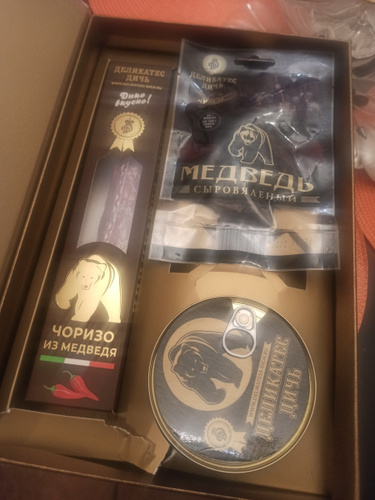 ДЕЛИКАТЕС
ДИЧЬ
Дико
вкусно!
ЧОРИЗО
ИЗ МЕДВЕДЯ
ДЕЛИКАТЕС
ДИЧЬ
МЕДВЕДЬ
СЫРОВЯЛЕНЫЙ
ДЕЛИКАТЕС
ДИЧЬ